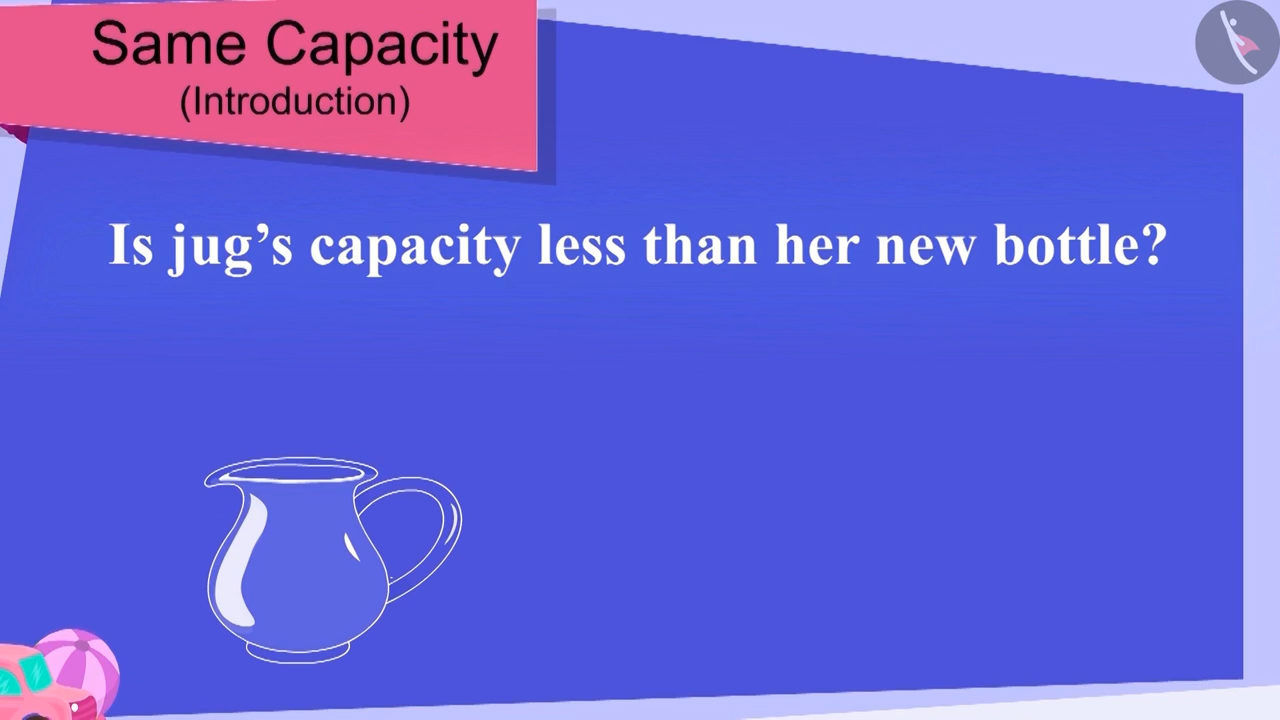 Same Capacity
(Introduction)
Is jug’s capacity less than her new bottle?